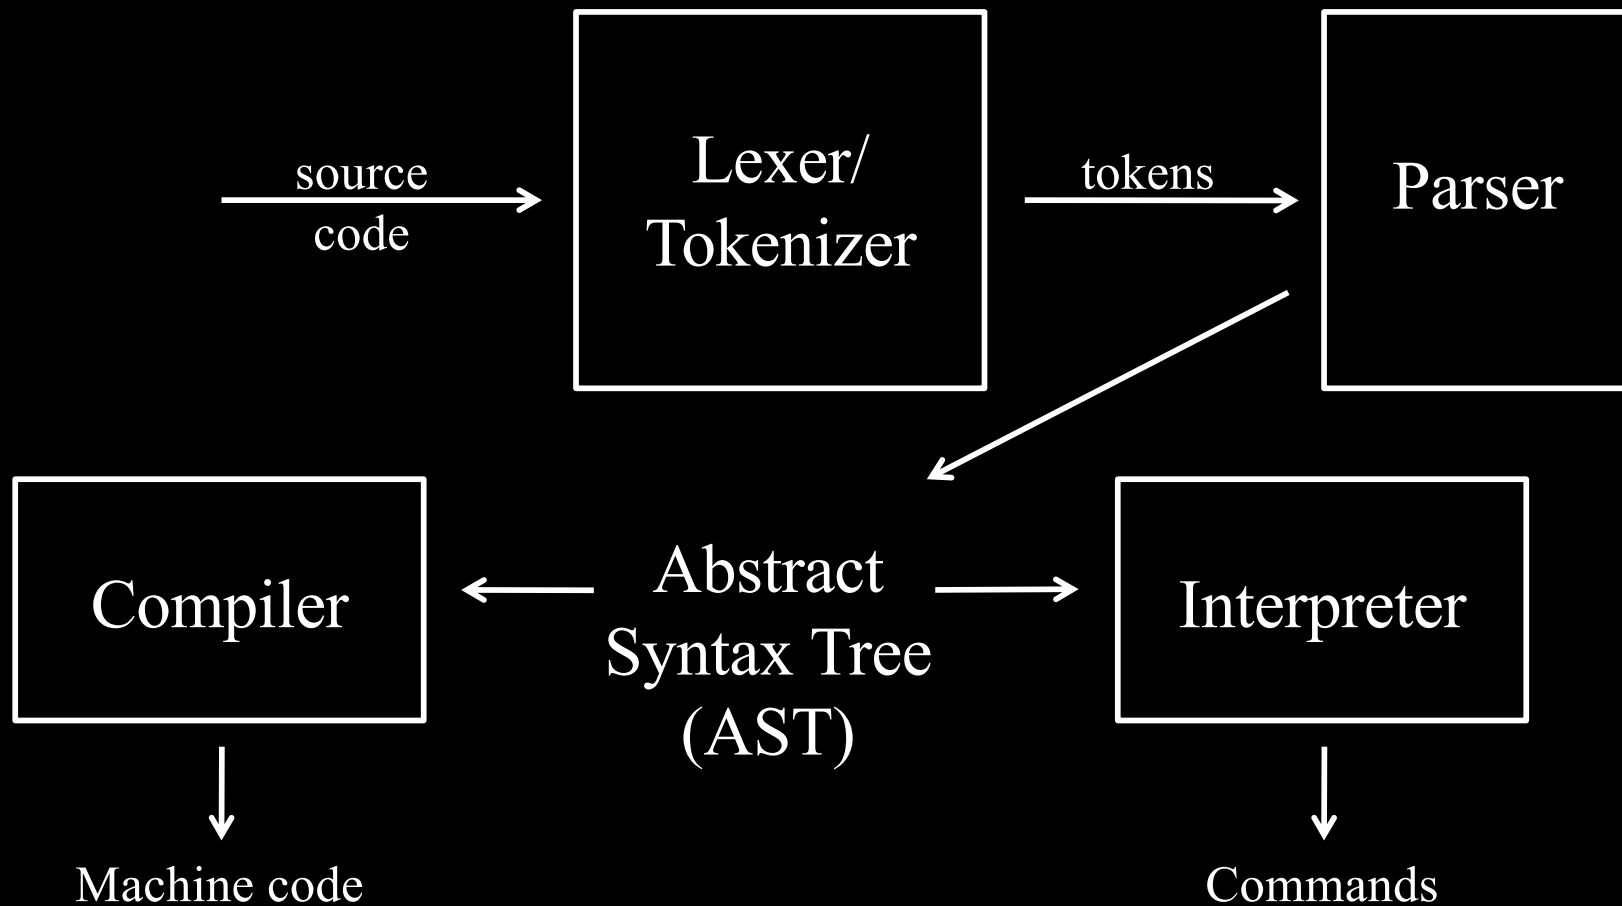 source
code
Lexer/
Tokenizer
tokens
Parser
Compiler
Abstract
Syntax Tree
(AST)
Interpreter
Machine code
Commands